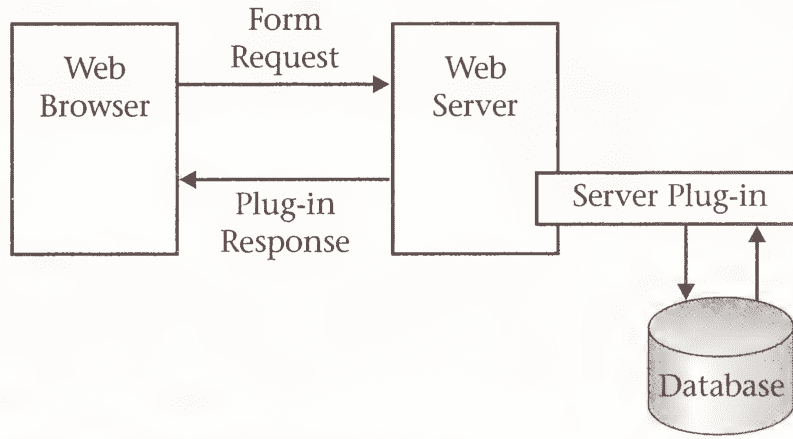 Form
Request
Web
Browser
Web
Server
Plug-in
Response
Server Plug-in
Database